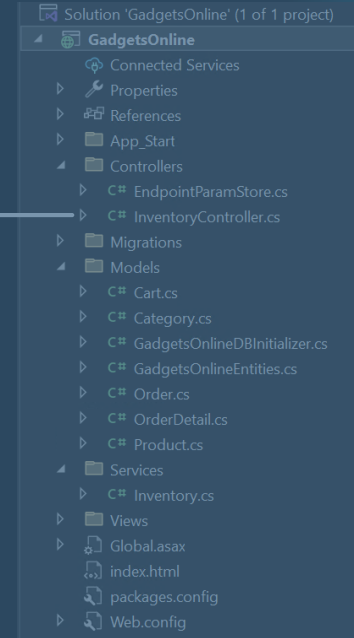 Solution 'GadgetsOnline' (1 of 1 project)
GadgetsOnline
Connected Services
Properties
References
App_Start
Controllers
C# EndpointParamStore.cs
C# InventoryController.cs
Migrations
Models
C# Cart.cs
C# Category.cs
C# GadgetsOnlineDBInitializer.cs
C# GadgetsOnlineEntities.cs
C# Order.cs
C# OrderDetail.cs
C# Product.cs
Services
C# Inventory.cs
Views
Global.asax
index.html
packages.config
Web.config